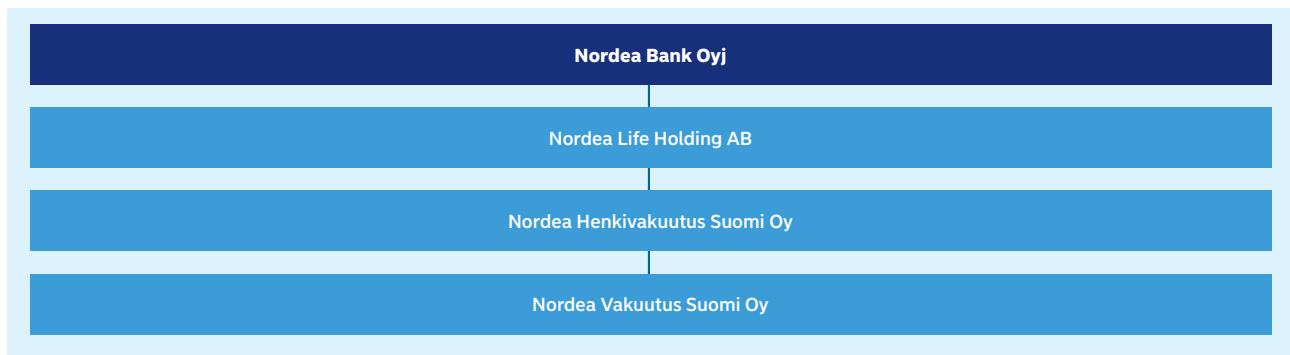 Nordea Bank Oyj
Nordea Life Holding AB
Nordea Henkivakuutus Suomi Oy
Nordea Vakuutus Suomi Oy